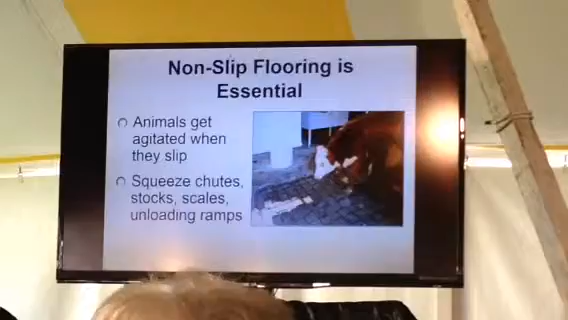 Non-Slip Flooring is
Essential
Animals get
agitated when
they slip
Squeeze chutes,
stocks, scales,
unloading ramps